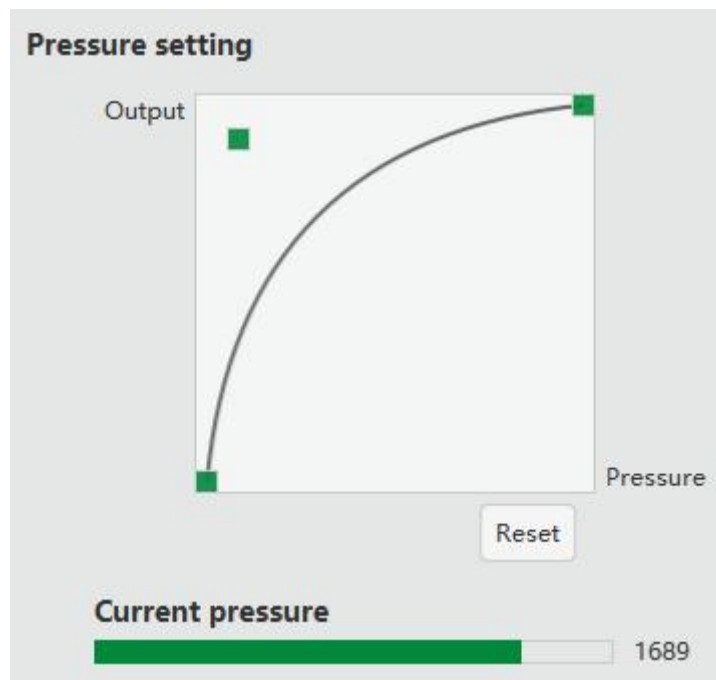 Pressure setting
Output
Pressure
Reset
Current pressure
1689